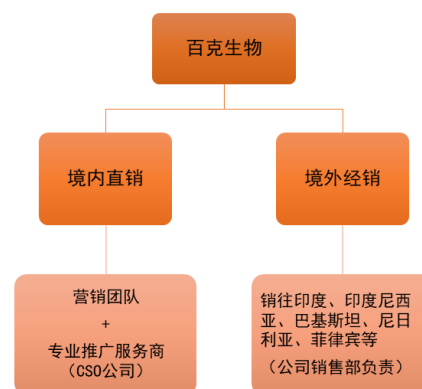 百克生物
境内直销
境外经销
营销团队
+
专业推广服务商
（CSO公司）
销往印度、印度尼西
亚、巴基斯坦、尼日
利亚、菲律宾等
（公司销售部负责）